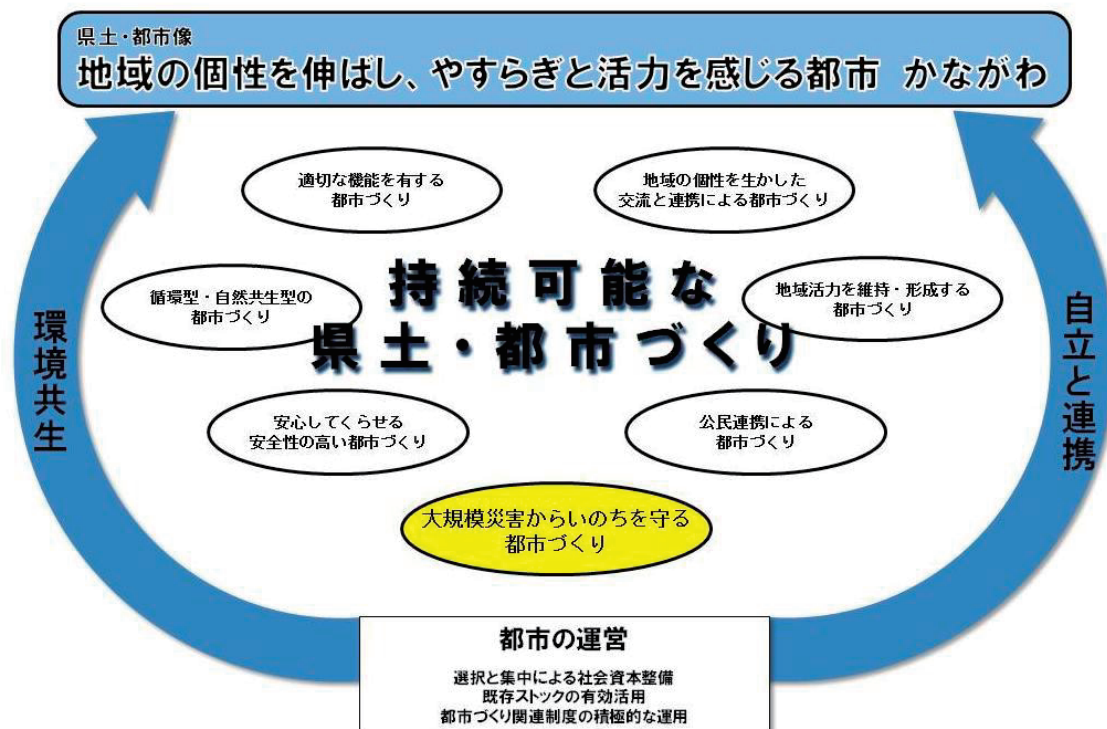 県土・都市像
地域の個性を伸ばし、やすらぎと活力を感じる都市 かながわ
適切な機能を有する
都市づくり
地域の個性を生かした
交流と連携による都市づくり
持続可能な
県土・都市づくり
循環型・自然共生型の
都市づくり
地域活力を維持・形成する
都市づくり
環境共生
自立と連携
安心してくらせる
安全性の高い都市づくり
公民連携による
都市づくり
大規模災害からいのちを守る
都市づくり
都市の運営
選択と集中による社会資本整備
既存ストックの有効活用
都市づくり関連制度の積極的な運用